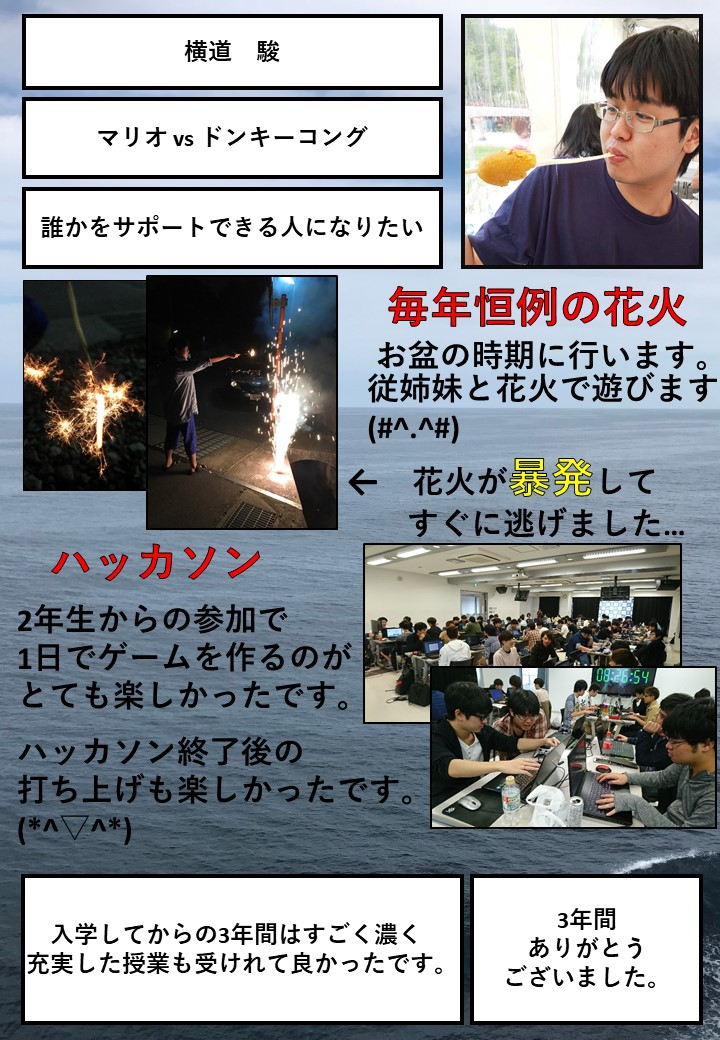 横道　駿
マリオ vs ドンキーコング
誰かをサポートできる人になりたい
毎年恒例の花火
お盆の時期に行います。
従姉妹と花火で遊びます
(#^.^#)
←　花火が暴発して
すぐに逃げました…
ハッカソン
2年生からの参加で
1日でゲームを作るのが
とても楽しかったです。
08:26:54
ハッカソン終了後の
打ち上げも楽しかったです。
(*^▽^*)
入学してからの3年間はすごく濃く
充実した授業も受けれて良かったです。
3年間
ありがとう
ございました。